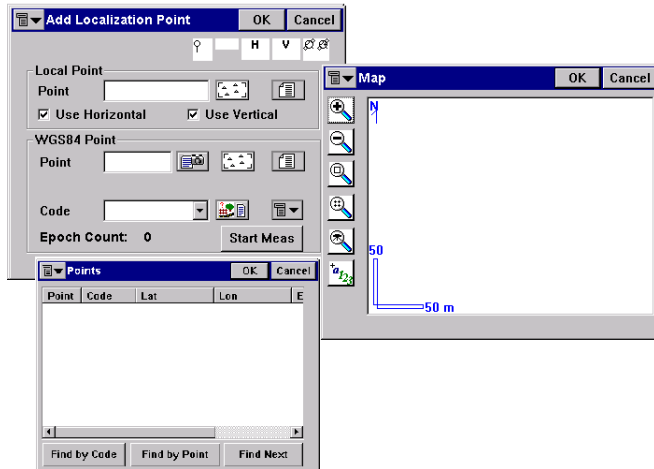 Add Localization Point OK Cancel
H V
Local Point
Point
Use Horizontal Use Vertical
WGS84 Point
Point
Code
Epoch Count: 0 Start Meas
Map OK Cancel
N
50
50 m
+a123
Points OK Cancel
Point Code Lat Lon E
Find by Code Find by Point Find Next